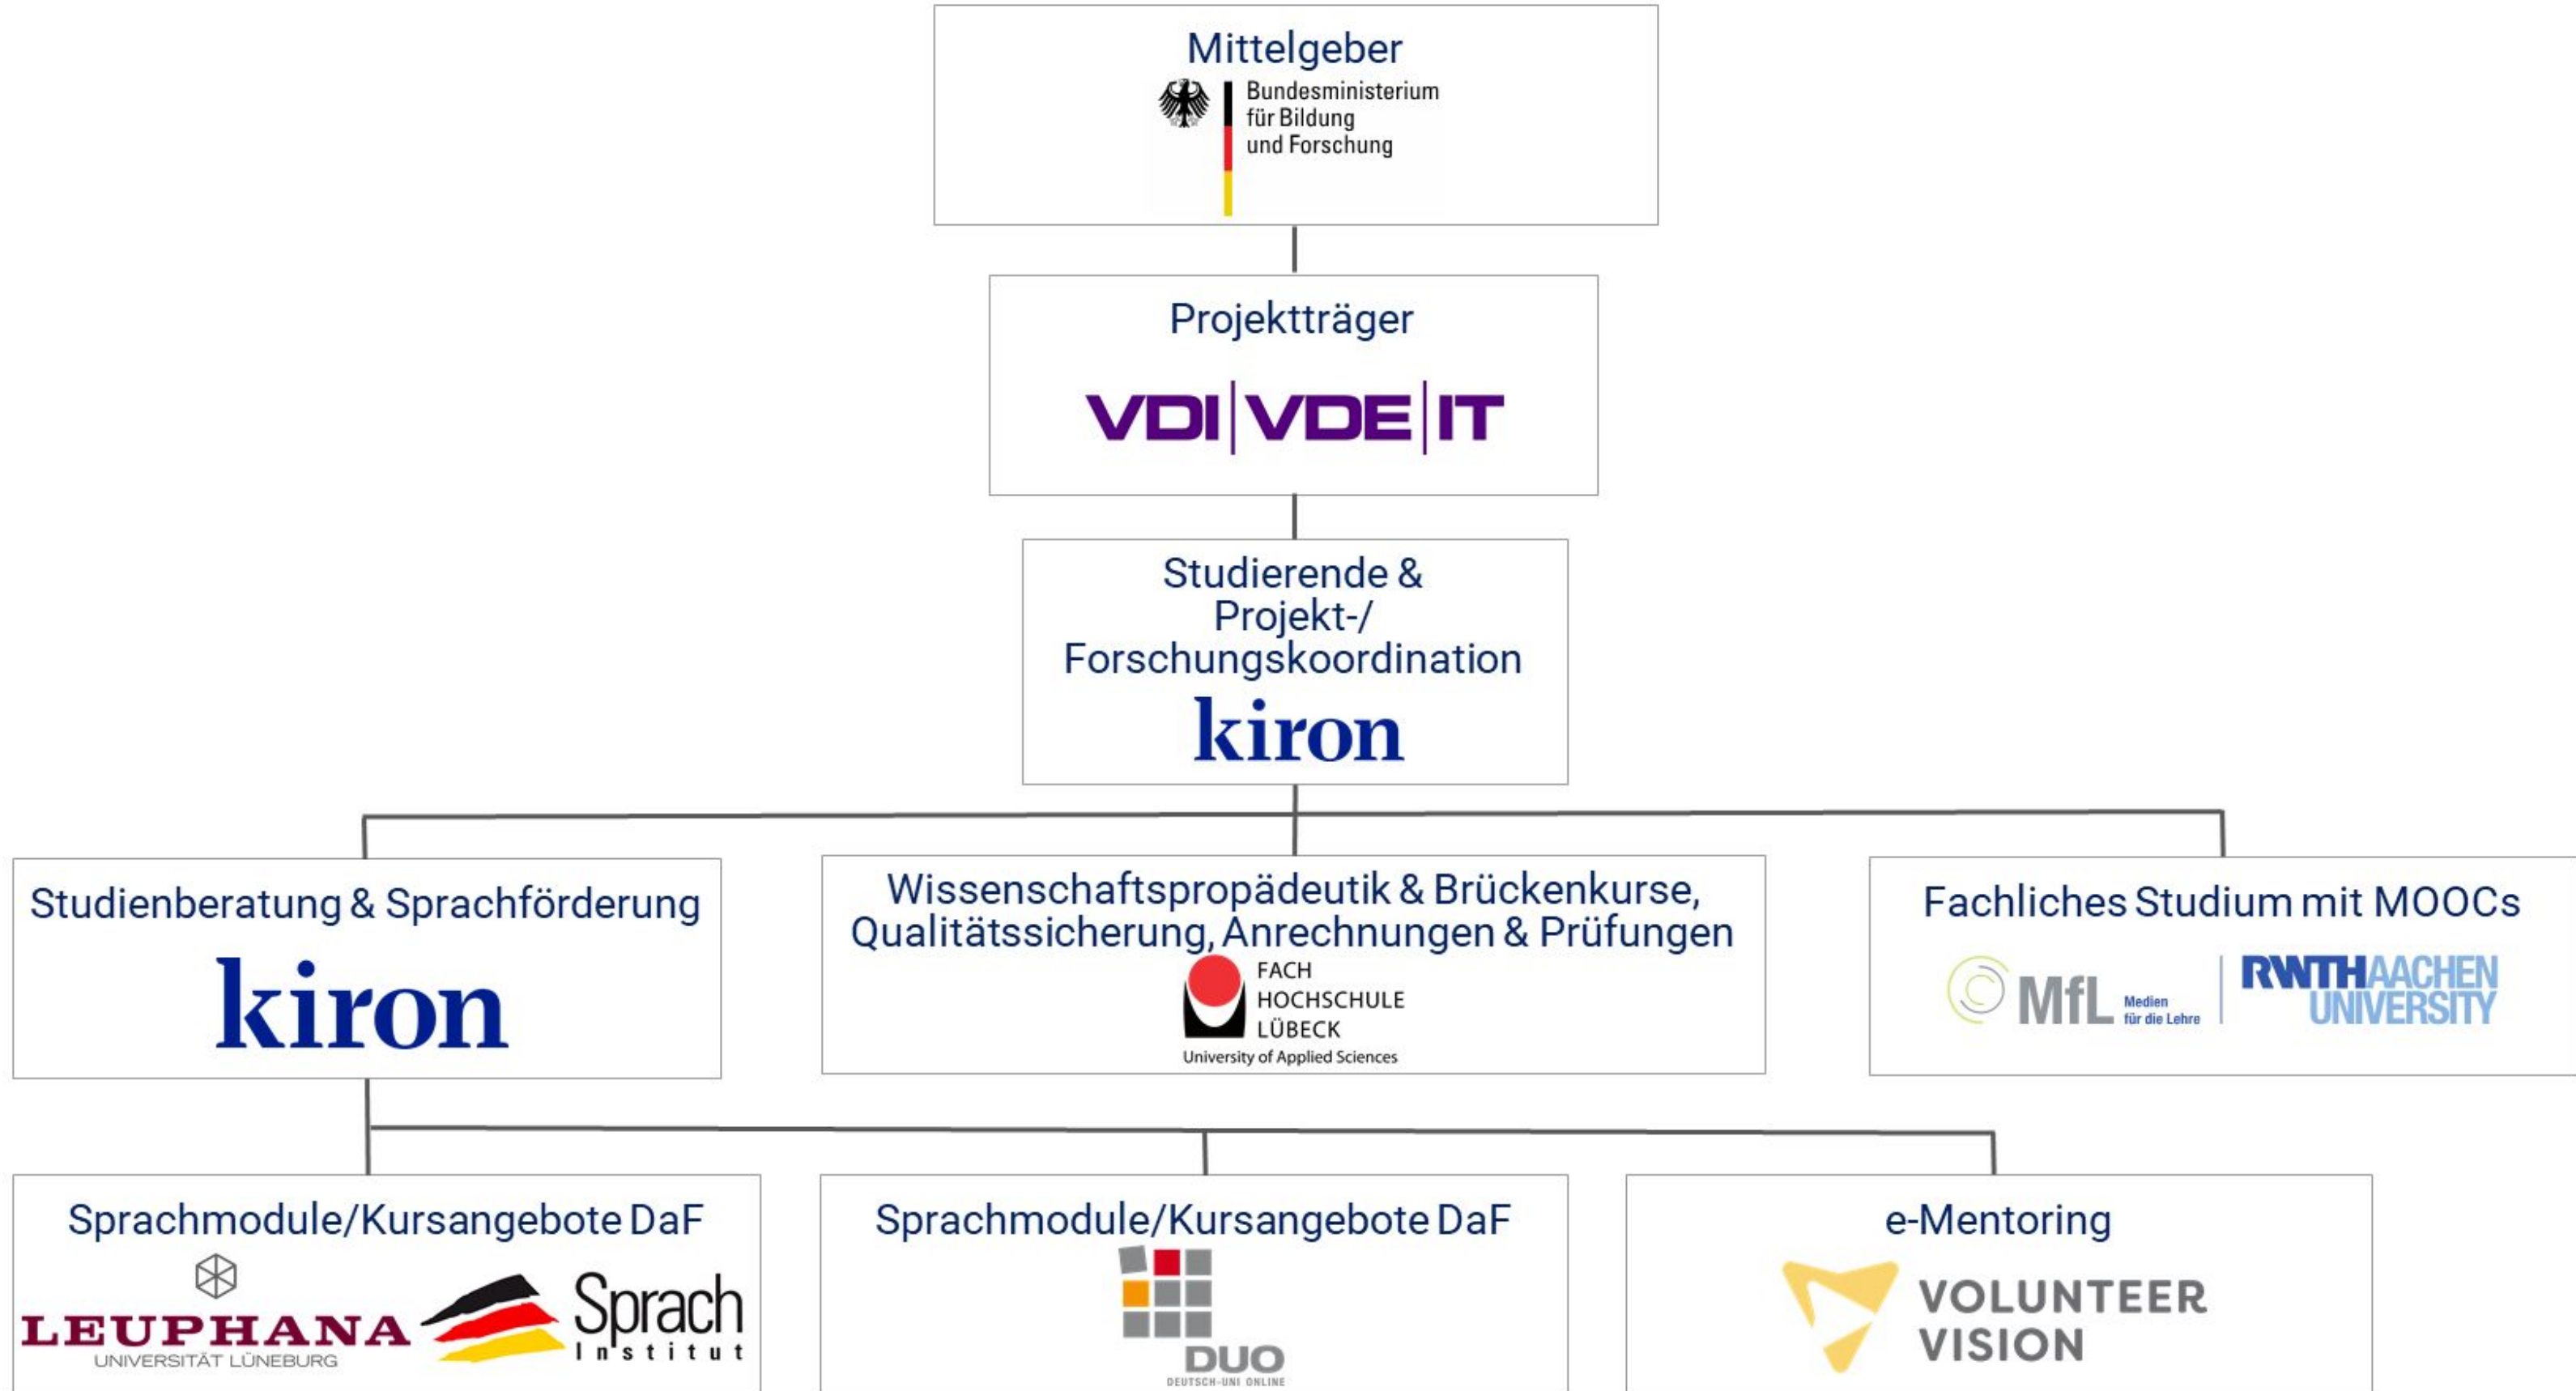 Mittelgeber
Bundesministerium
für Bildung
und Forschung
Projektträger
VDI|VDE|IT
Studierende &
Projekt-/
Forschungskoordination
kiron
Studienberatung & Sprachförderung
kiron
Wissenschaftspropädeutik & Brückenkurse,
Qualitätssicherung, Anrechnungen & Prüfungen
FACH
HOCHSCHULE
LÜBECK
University of Applied Sciences
Fachliches Studium mit MOOCs
MfL Medien
für die Lehre
RWTHAACHEN
UNIVERSITY
Sprachmodule/Kursangebote DaF
LEUPHANA
UNIVERSITÄT LÜNEBURG
Sprach
Institut
Sprachmodule/Kursangebote DaF
DUO
DEUTSCH-UNI ONLINE
e-Mentoring
VOLUNTEER
VISION